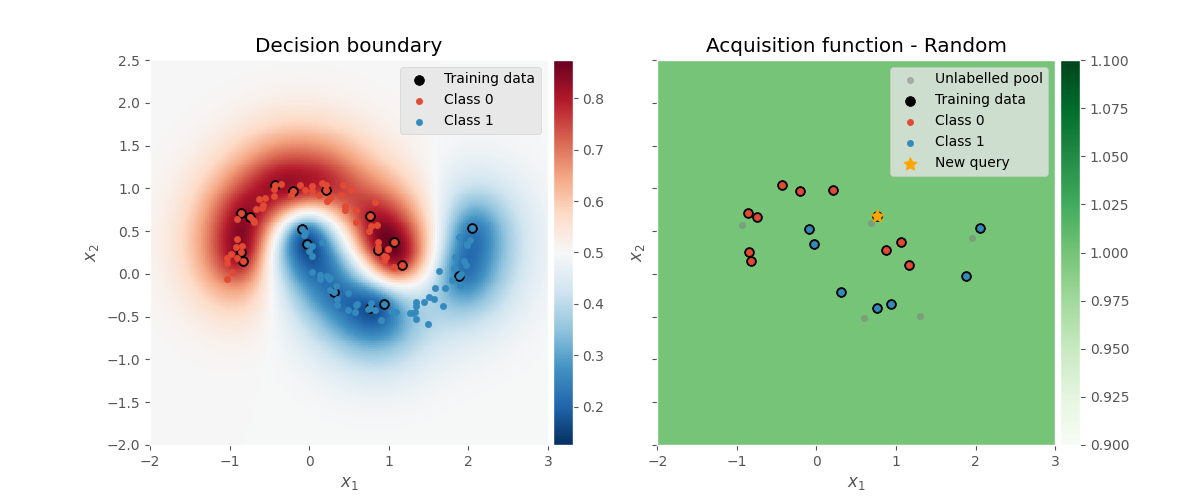 Decision boundary
Training data
Class 0
Class 1
2.5
2.0
1.5
1.0
0.5
0.0
−0.5
−1.0
−1.5
−2.0
x₂
−2 −1 0 1 2 3
x₁
0.8
0.7
0.6
0.5
0.4
0.3
0.2
Acquisition function - Random
Unlabelled pool
Training data
Class 0
Class 1
New query
x₂
−2 −1 0 1 2 3
x₁
1.100
1.075
1.050
1.025
1.000
0.975
0.950
0.925
0.900